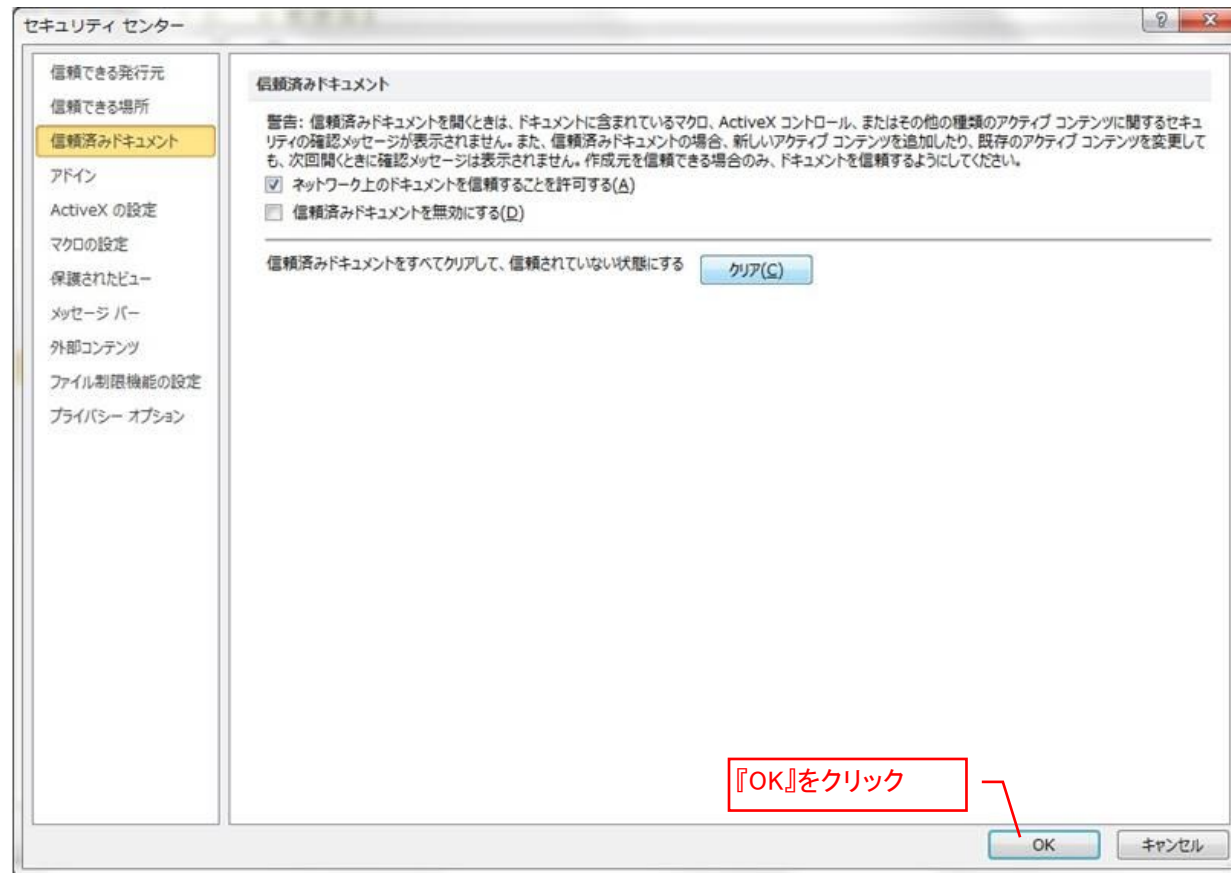 セキュリティ センター
信頼できる発行元
信頼できる場所
信頼済みドキュメント
アドイン
ActiveX の設定
マクロの設定
保護されたビュー
メッセージ バー
外部コンテンツ
ファイル制限機能の設定
プライバシー オプション
信頼済みドキュメント
警告: 信頼済みドキュメントを開くときは、ドキュメントに含まれているマクロ、ActiveX コントロール、またはその他の種類のアクティブ コンテンツに関するセキュ
リティの確認メッセージが表示されません。また、信頼済みドキュメントの場合、新しいアクティブ コンテンツを追加したり、既存のアクティブ コンテンツを変更して
も、次回開くときに確認メッセージは表示されません。作成元を信頼できる場合のみ、ドキュメントを信頼するようにしてください。
ネットワーク上のドキュメントを信頼することを許可する(A)
信頼済みドキュメントを無効にする(D)
信頼済みドキュメントをすべてクリアして、信頼されていない状態にする
クリア(C)
『OK』をクリック
OK
キャンセル